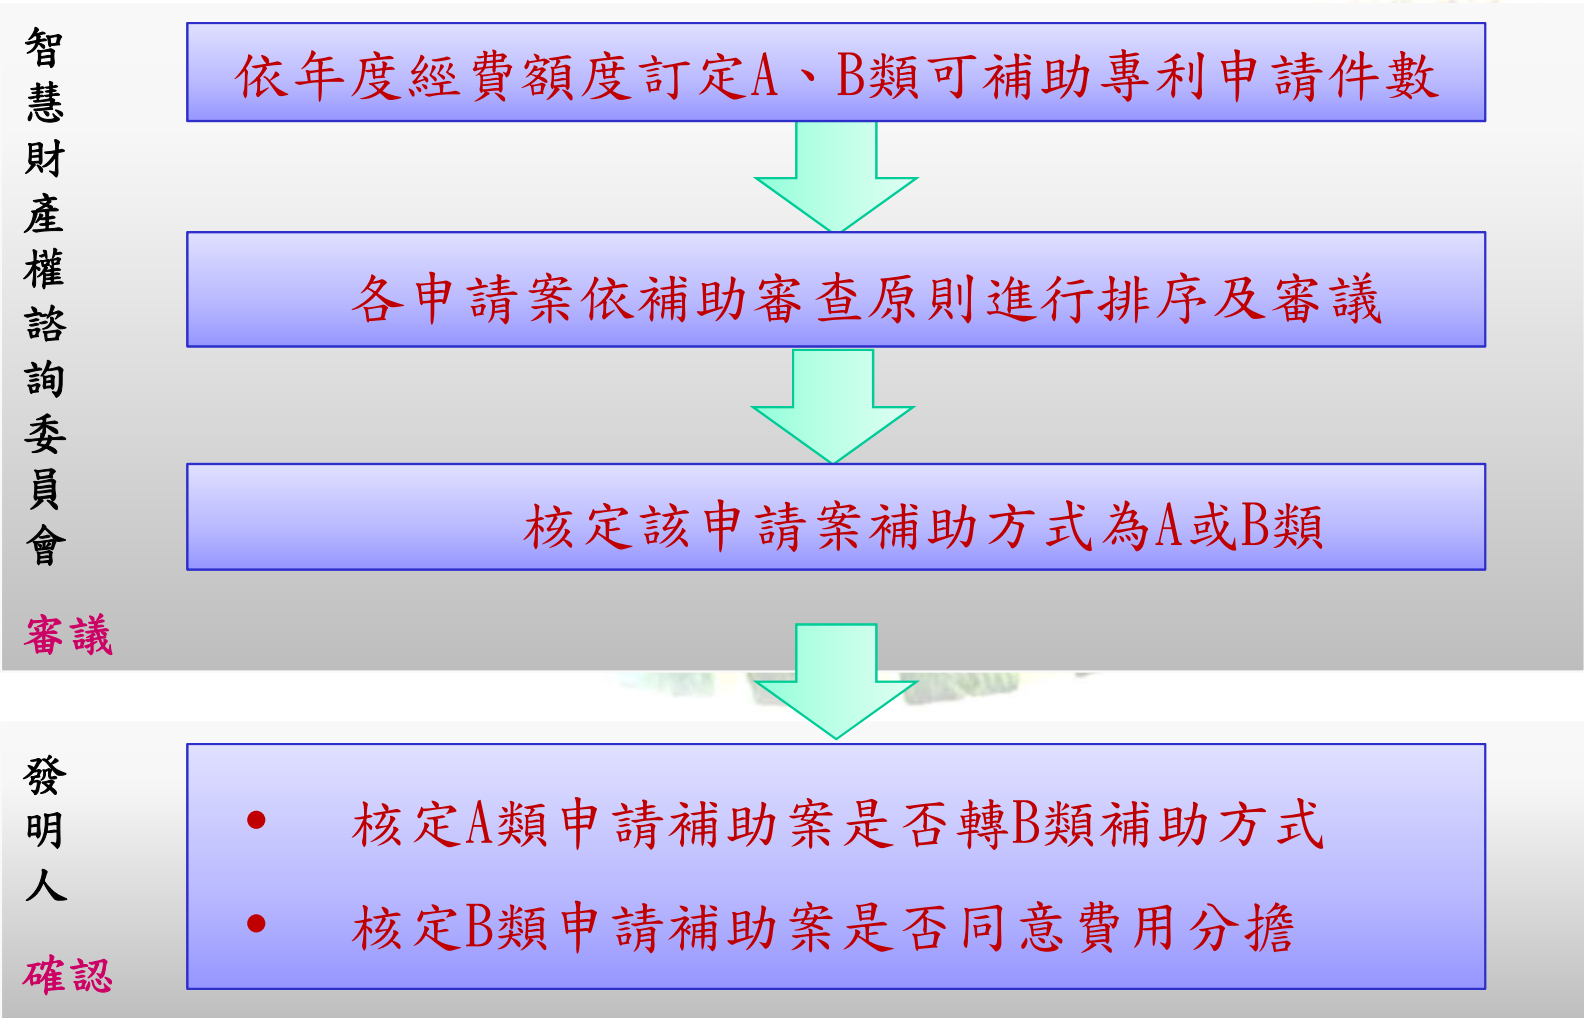 智慧財產權諮詢委員會
審議
依年度經費額度訂定A、B類可補助專利申請件數
各申請案依補助審查原則進行排序及審議
核定該申請案補助方式為A或B類
發明人
確認
• 核定A類申請補助案是否轉B類補助方式
• 核定B類申請補助案是否同意費用分擔